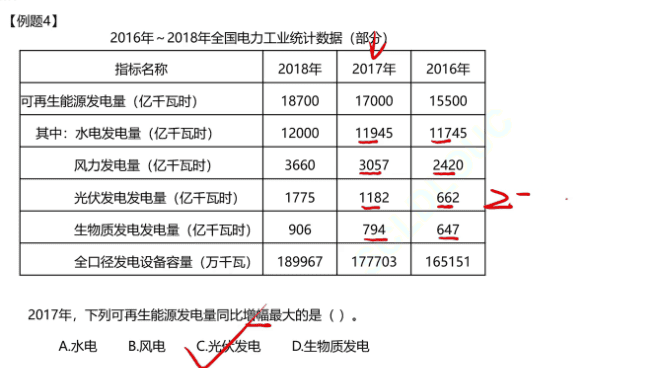 【例题4】
2016年～2018年全国电力工业统计数据（部分）
指标名称 2018年 2017年 2016年
可再生能源发电量（亿千瓦时） 18700 17000 15500
其中：水电发电量（亿千瓦时） 12000 11945 11745
风力发电量（亿千瓦时） 3660 3057 2420
光伏发电发电量（亿千瓦时） 1775 1182 662
生物质发电发电量（亿千瓦时） 906 794 647
全口径发电设备容量（万千瓦） 189967 177703 165151
2017年，下列可再生能源发电量同比增幅最大的是（ ）。
A.水电 B.风电 C.光伏发电 D.生物质发电